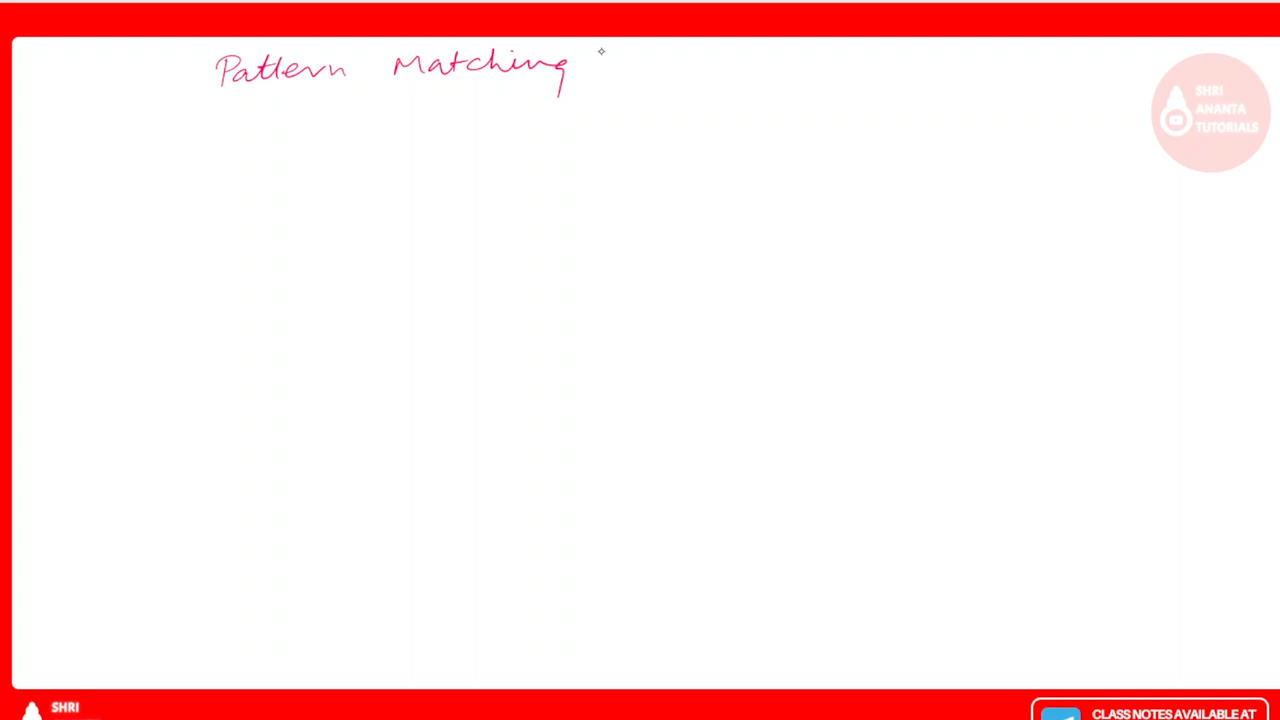 Pattern Matching
SHRI
ANANTA
TUTORIALS
SHRI
CLASS NOTES AVAILABLE AT